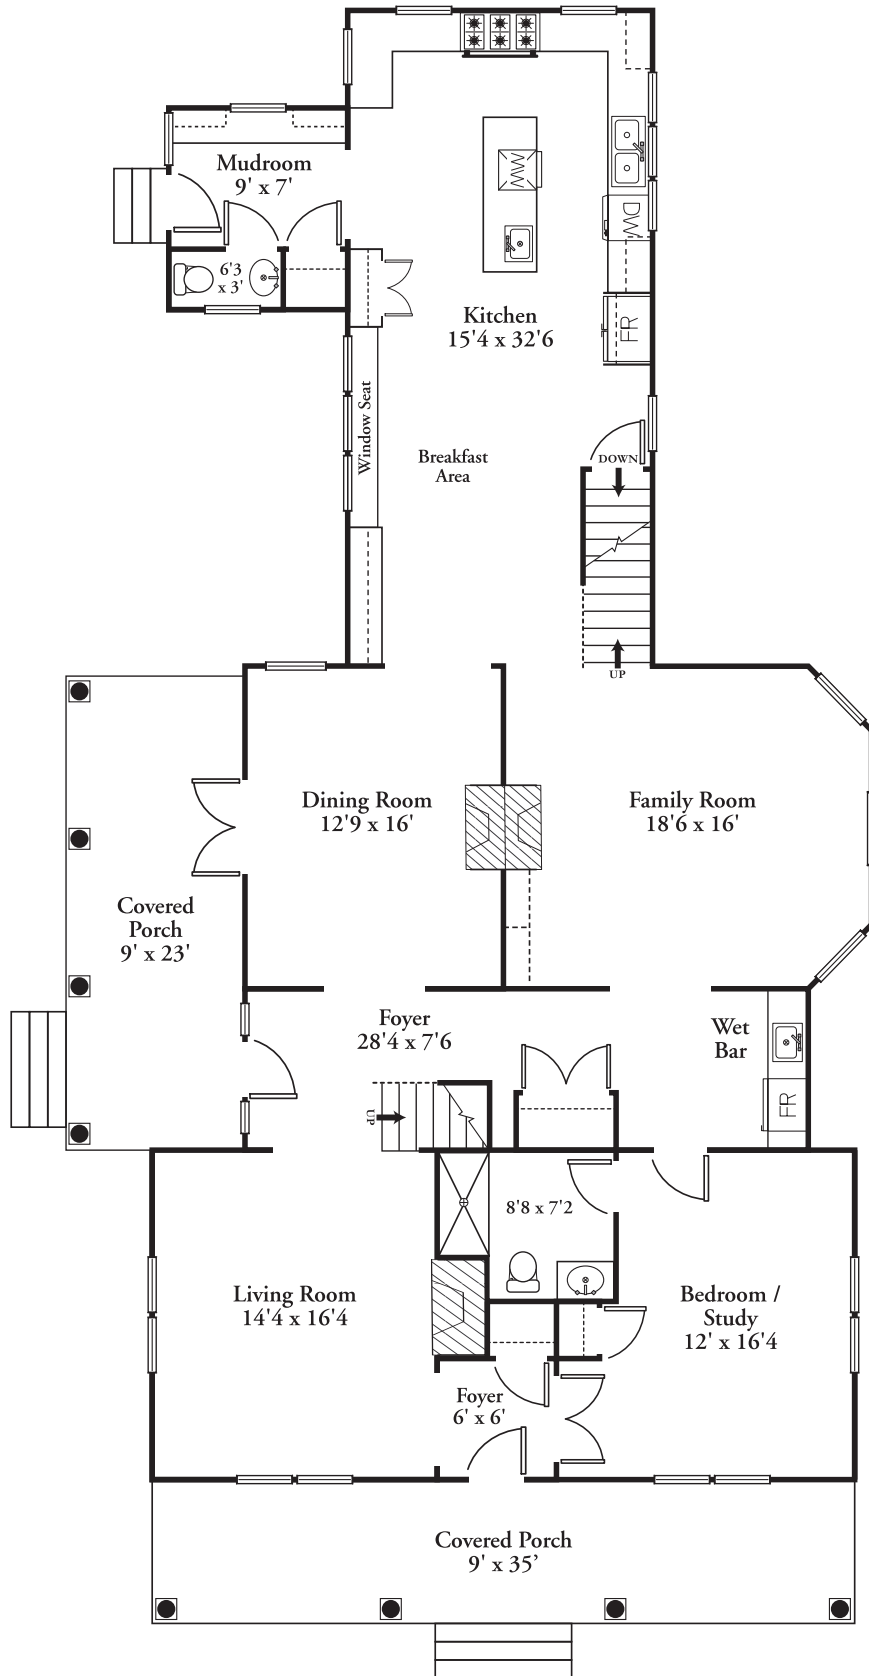 Mudroom
9' x 7'
6'3
x 3'
DW
Kitchen
15'4 x 32'6
FR
Window Seat
Breakfast
Area
DOWN
UP
Dining Room
12'9 x 16'
Family Room
18'6 x 16'
Covered
Porch
9' x 23'
Foyer
28'4 x 7'6
Wet
Bar
UP
FR
8'8 x 7'2
Living Room
14'4 x 16'4
Bedroom /
Study
12' x 16'4
Foyer
6' x 6'
Covered Porch
9' x 35’